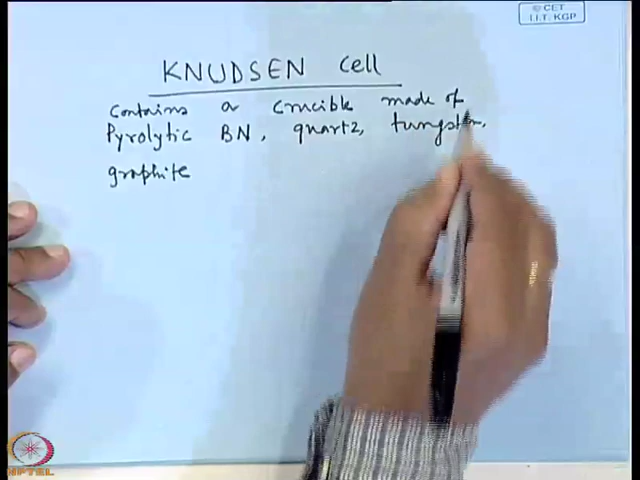 © CET
I.I.T. KGP
KNUDSEN Cell
Contains a crucible made of
Pyrolytic BN, quartz, tungsten,
graphite
NPTEL